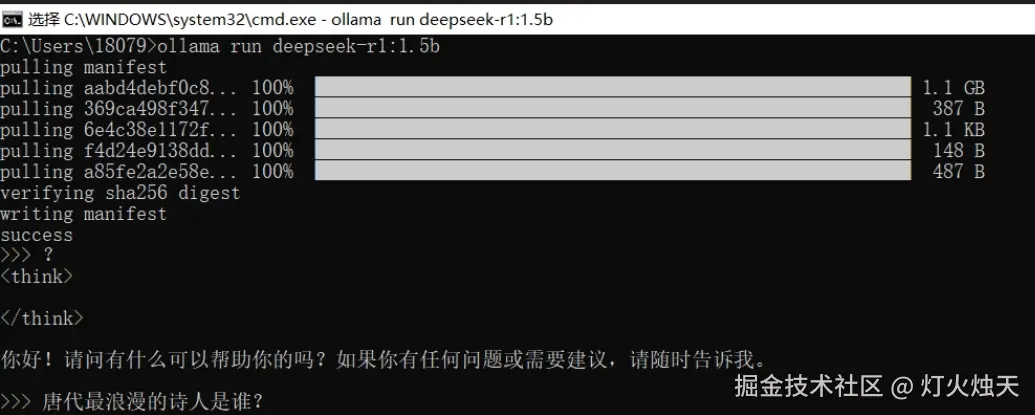 选择 C:\WINDOWS\system32\cmd.exe - ollama run deepseek-r1:1.5b
C:\Users\18079>ollama run deepseek-r1:1.5b
pulling manifest
pulling aabd4debf0c8... 100% 1.1 GB
pulling 369ca498f347... 100% 387 B
pulling 6e4c38e1172f... 100% 1.1 KB
pulling f4d24e9138dd... 100% 148 B
pulling a85fe2a2e58e... 100% 487 B
verifying sha256 digest
writing manifest
success
>>> ?
<think>
</think>
你好！请问有什么可以帮助你的吗？如果你有任何问题或需要建议，请随时告诉我。
>>> 唐代最浪漫的诗人是谁？
掘金技术社区 @ 灯火烛天